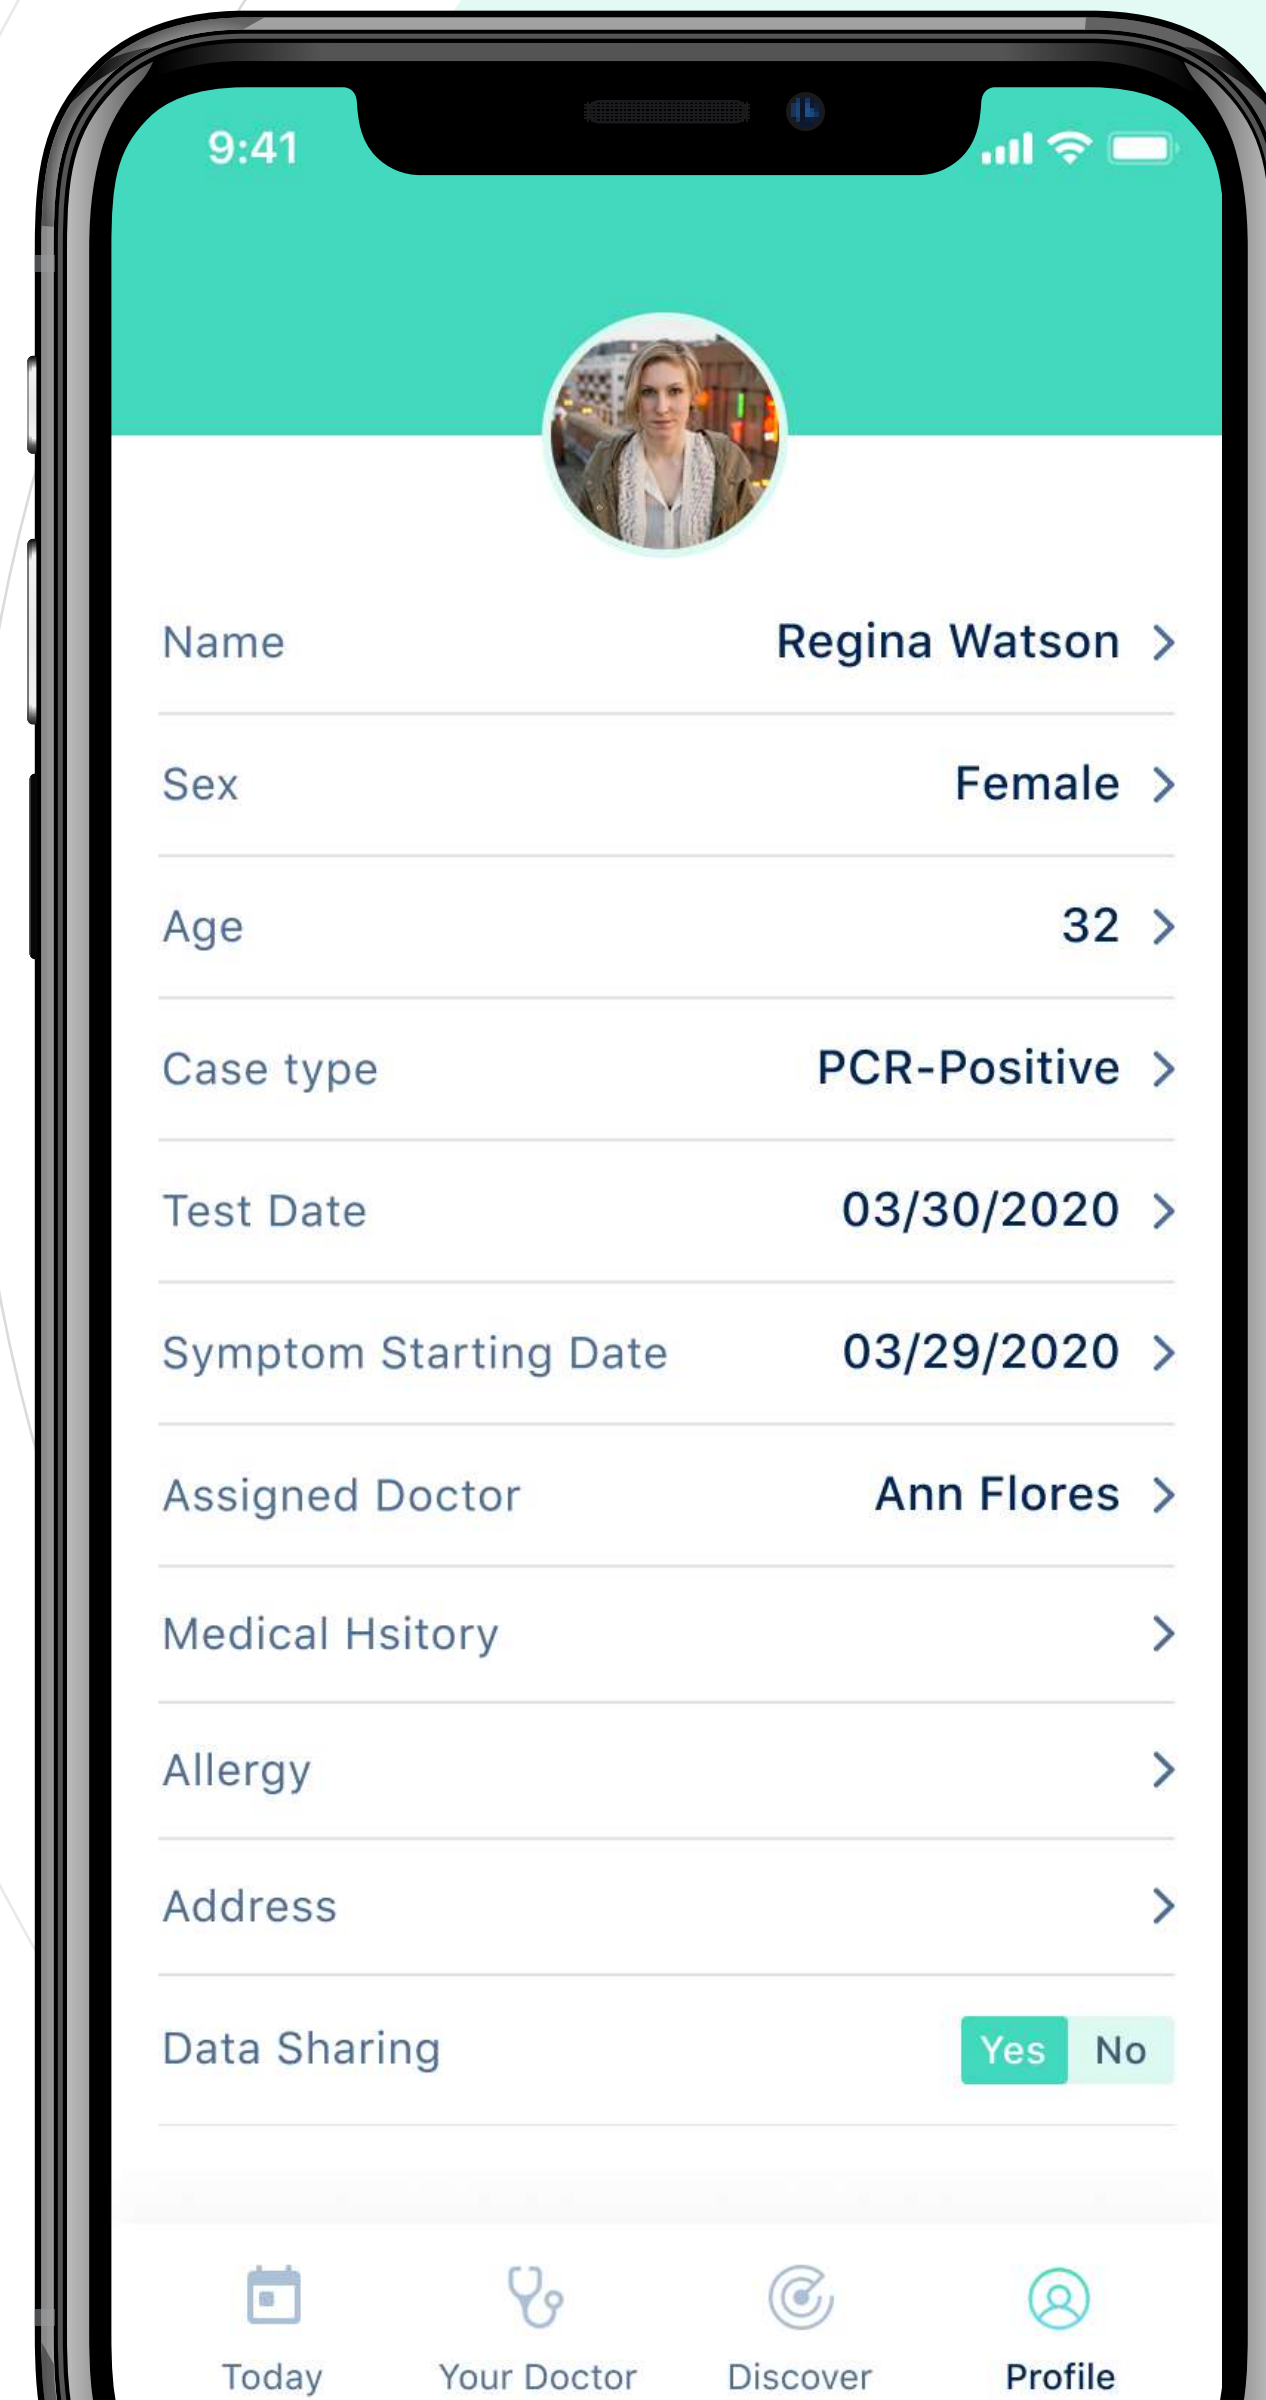 9:41
Name Regina Watson
Sex Female
Age 32
Case type PCR-Positive
Test Date 03/30/2020
Symptom Starting Date 03/29/2020
Assigned Doctor Ann Flores
Medical Hsitory
Allergy
Address
Data Sharing Yes No
Today Your Doctor Discover Profile